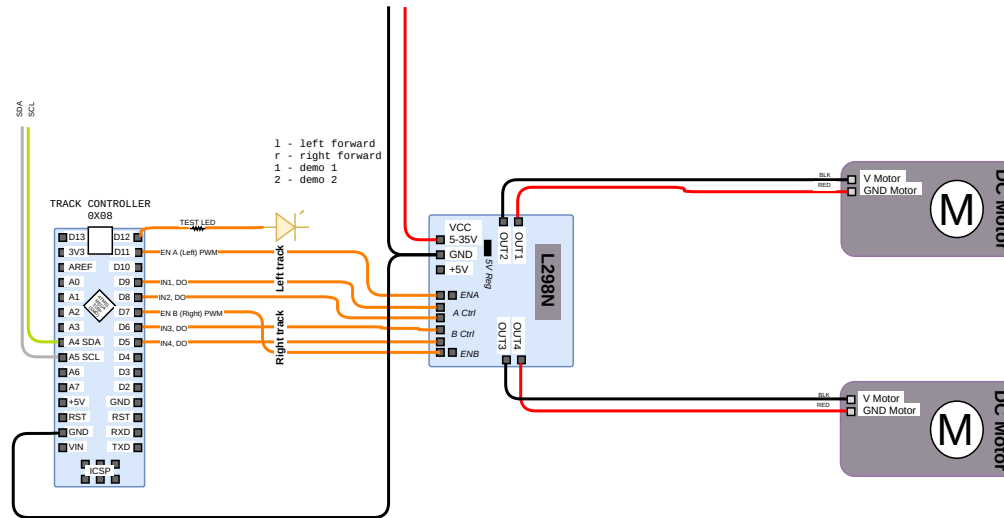 SDA
SCL
l - left forward
r - right forward
1 - demo 1
2 - demo 2
TRACK CONTROLLER
0X08
D13
D12
3V3
D11
AREF
D10
A0
D9
A1
D8
A2
D7
A3
D6
A4 SDA
D5
A5 SCL
D4
A6
D3
A7
D2
+5V
GND
RST
RST
GND
RXD
VIN
TXD
ICSP
TEST LED
EN A (Left) PWM
IN1, DO
IN2, DO
EN B (Right) PWM
IN3, DO
IN4, DO
Left track
Right track
VCC
5-35V
GND
+5V
5V Reg
ENA
A Ctrl
B Ctrl
ENB
OUT2
OUT1
OUT3
OUT4
L298N
BLK
RED
V Motor
GND Motor
M
DC Motor
BLK
RED
V Motor
GND Motor
M
DC Motor